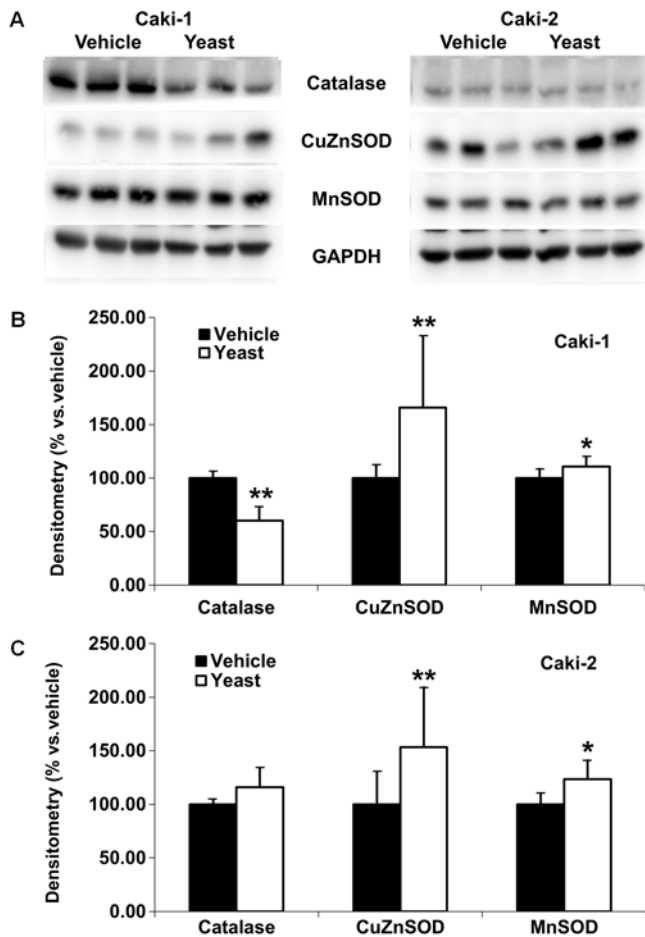 A
Caki-1
Caki-2
Vehicle Yeast
Vehicle Yeast
Catalase
CuZnSOD
MnSOD
GAPDH
B
Densitometry (% vs. vehicle)
250.00
200.00
150.00
100.00
50.00
0.00
Vehicle
Yeast
Caki-1
**
**
*
Catalase
CuZnSOD
MnSOD
C
Densitometry (% vs. vehicle)
250.00
200.00
150.00
100.00
50.00
0.00
Vehicle
Yeast
Caki-2
**
*
Catalase
CuZnSOD
MnSOD